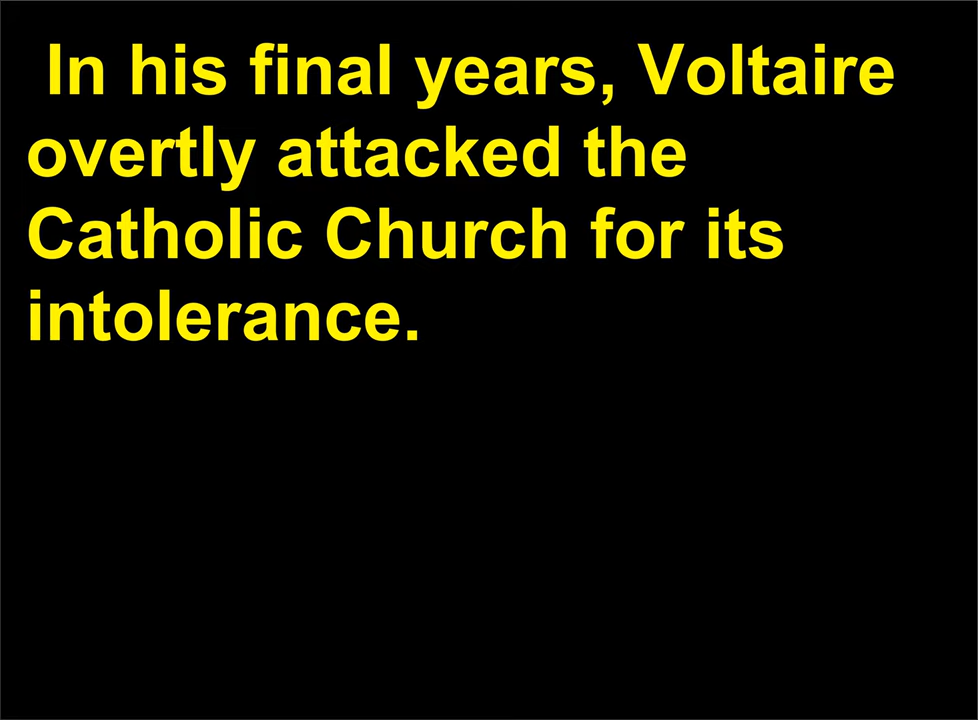 In his final years, Voltaire
overtly attacked the
Catholic Church for its
intolerance.